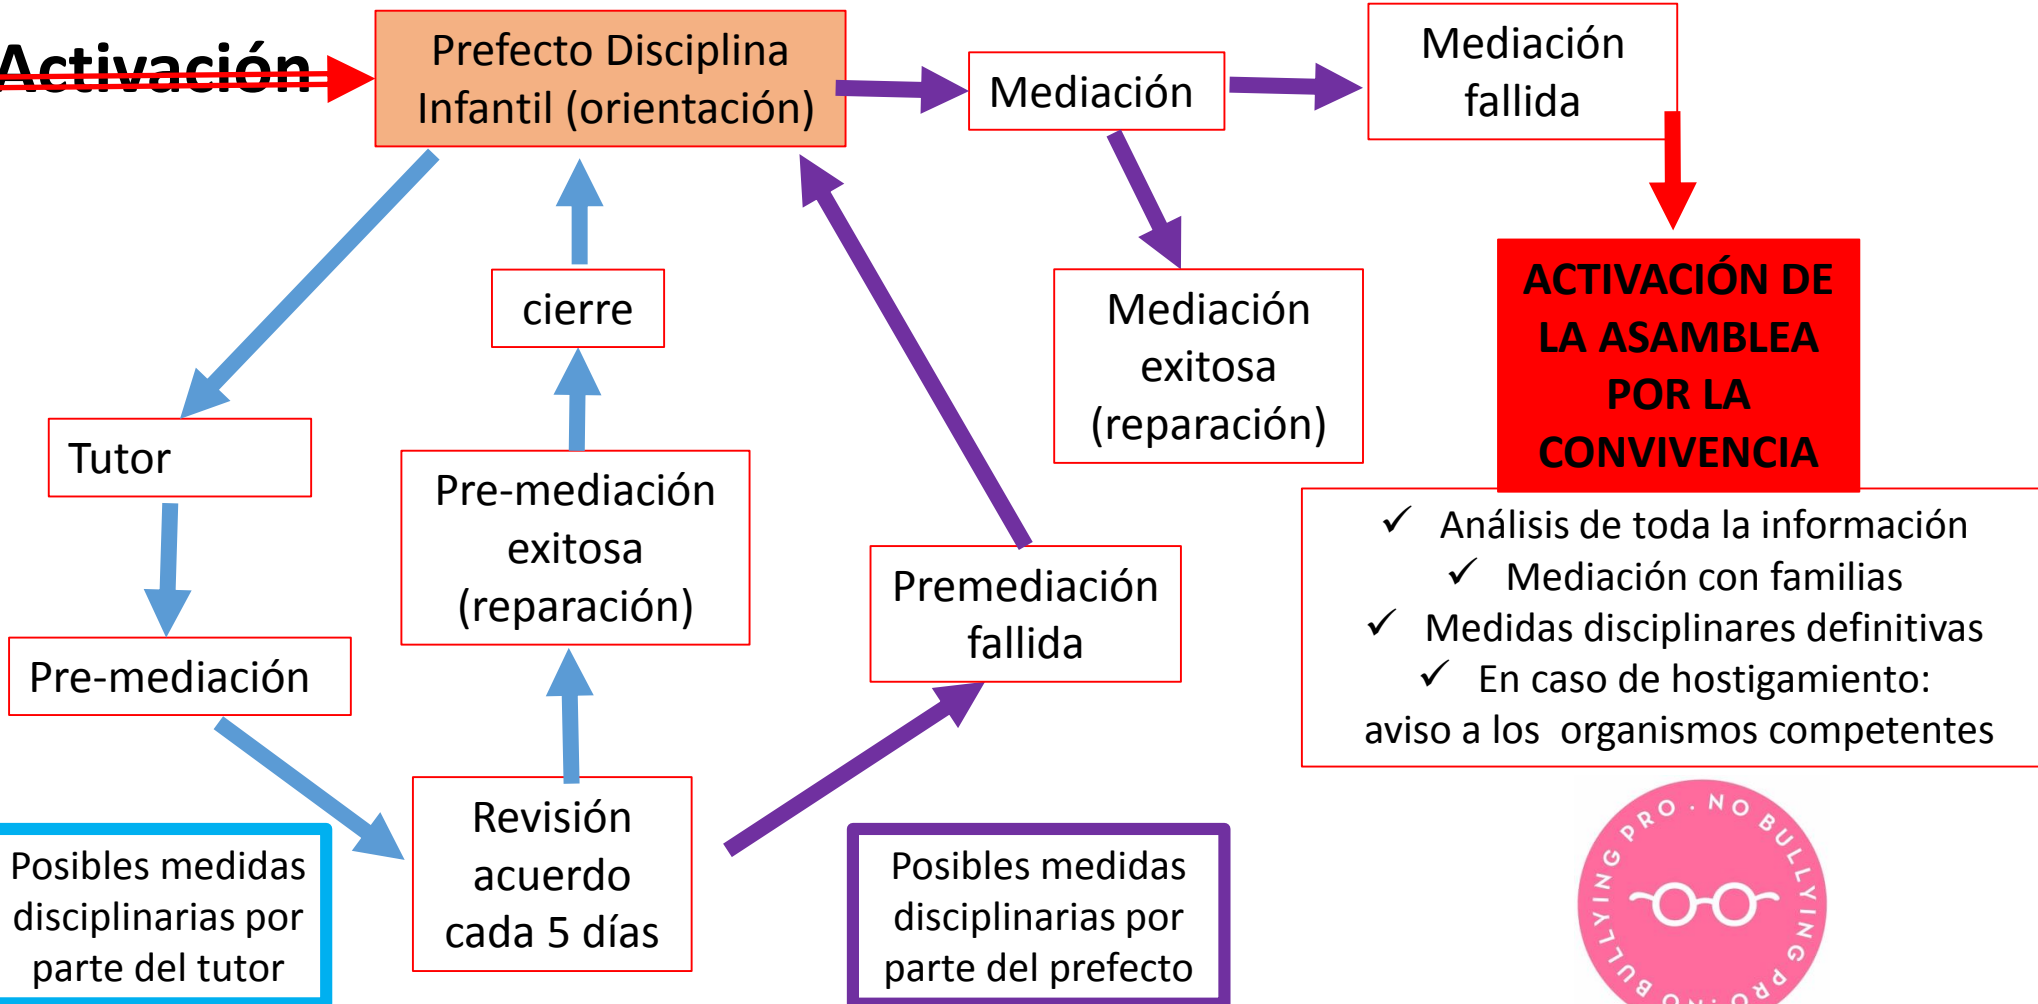 Activación
Prefecto Disciplina
Infantil (orientación)
Mediación
Mediación
fallida
cierre
Mediación
exitosa
(reparación)
ACTIVACIÓN DE
LA ASAMBLEA
POR LA
CONVIVENCIA
Tutor
Pre-mediación
exitosa
(reparación)
Premediación
fallida
✓ Análisis de toda la información
✓ Mediación con familias
✓ Medidas disciplinares definitivas
✓ En caso de hostigamiento:
aviso a los organismos competentes
Pre-mediación
Revisión
acuerdo
cada 5 días
Posibles medidas
disciplinarias por
parte del tutor
Posibles medidas
disciplinarias por
parte del prefecto
NO BULLYING PRO . NO BULLYING PRO .